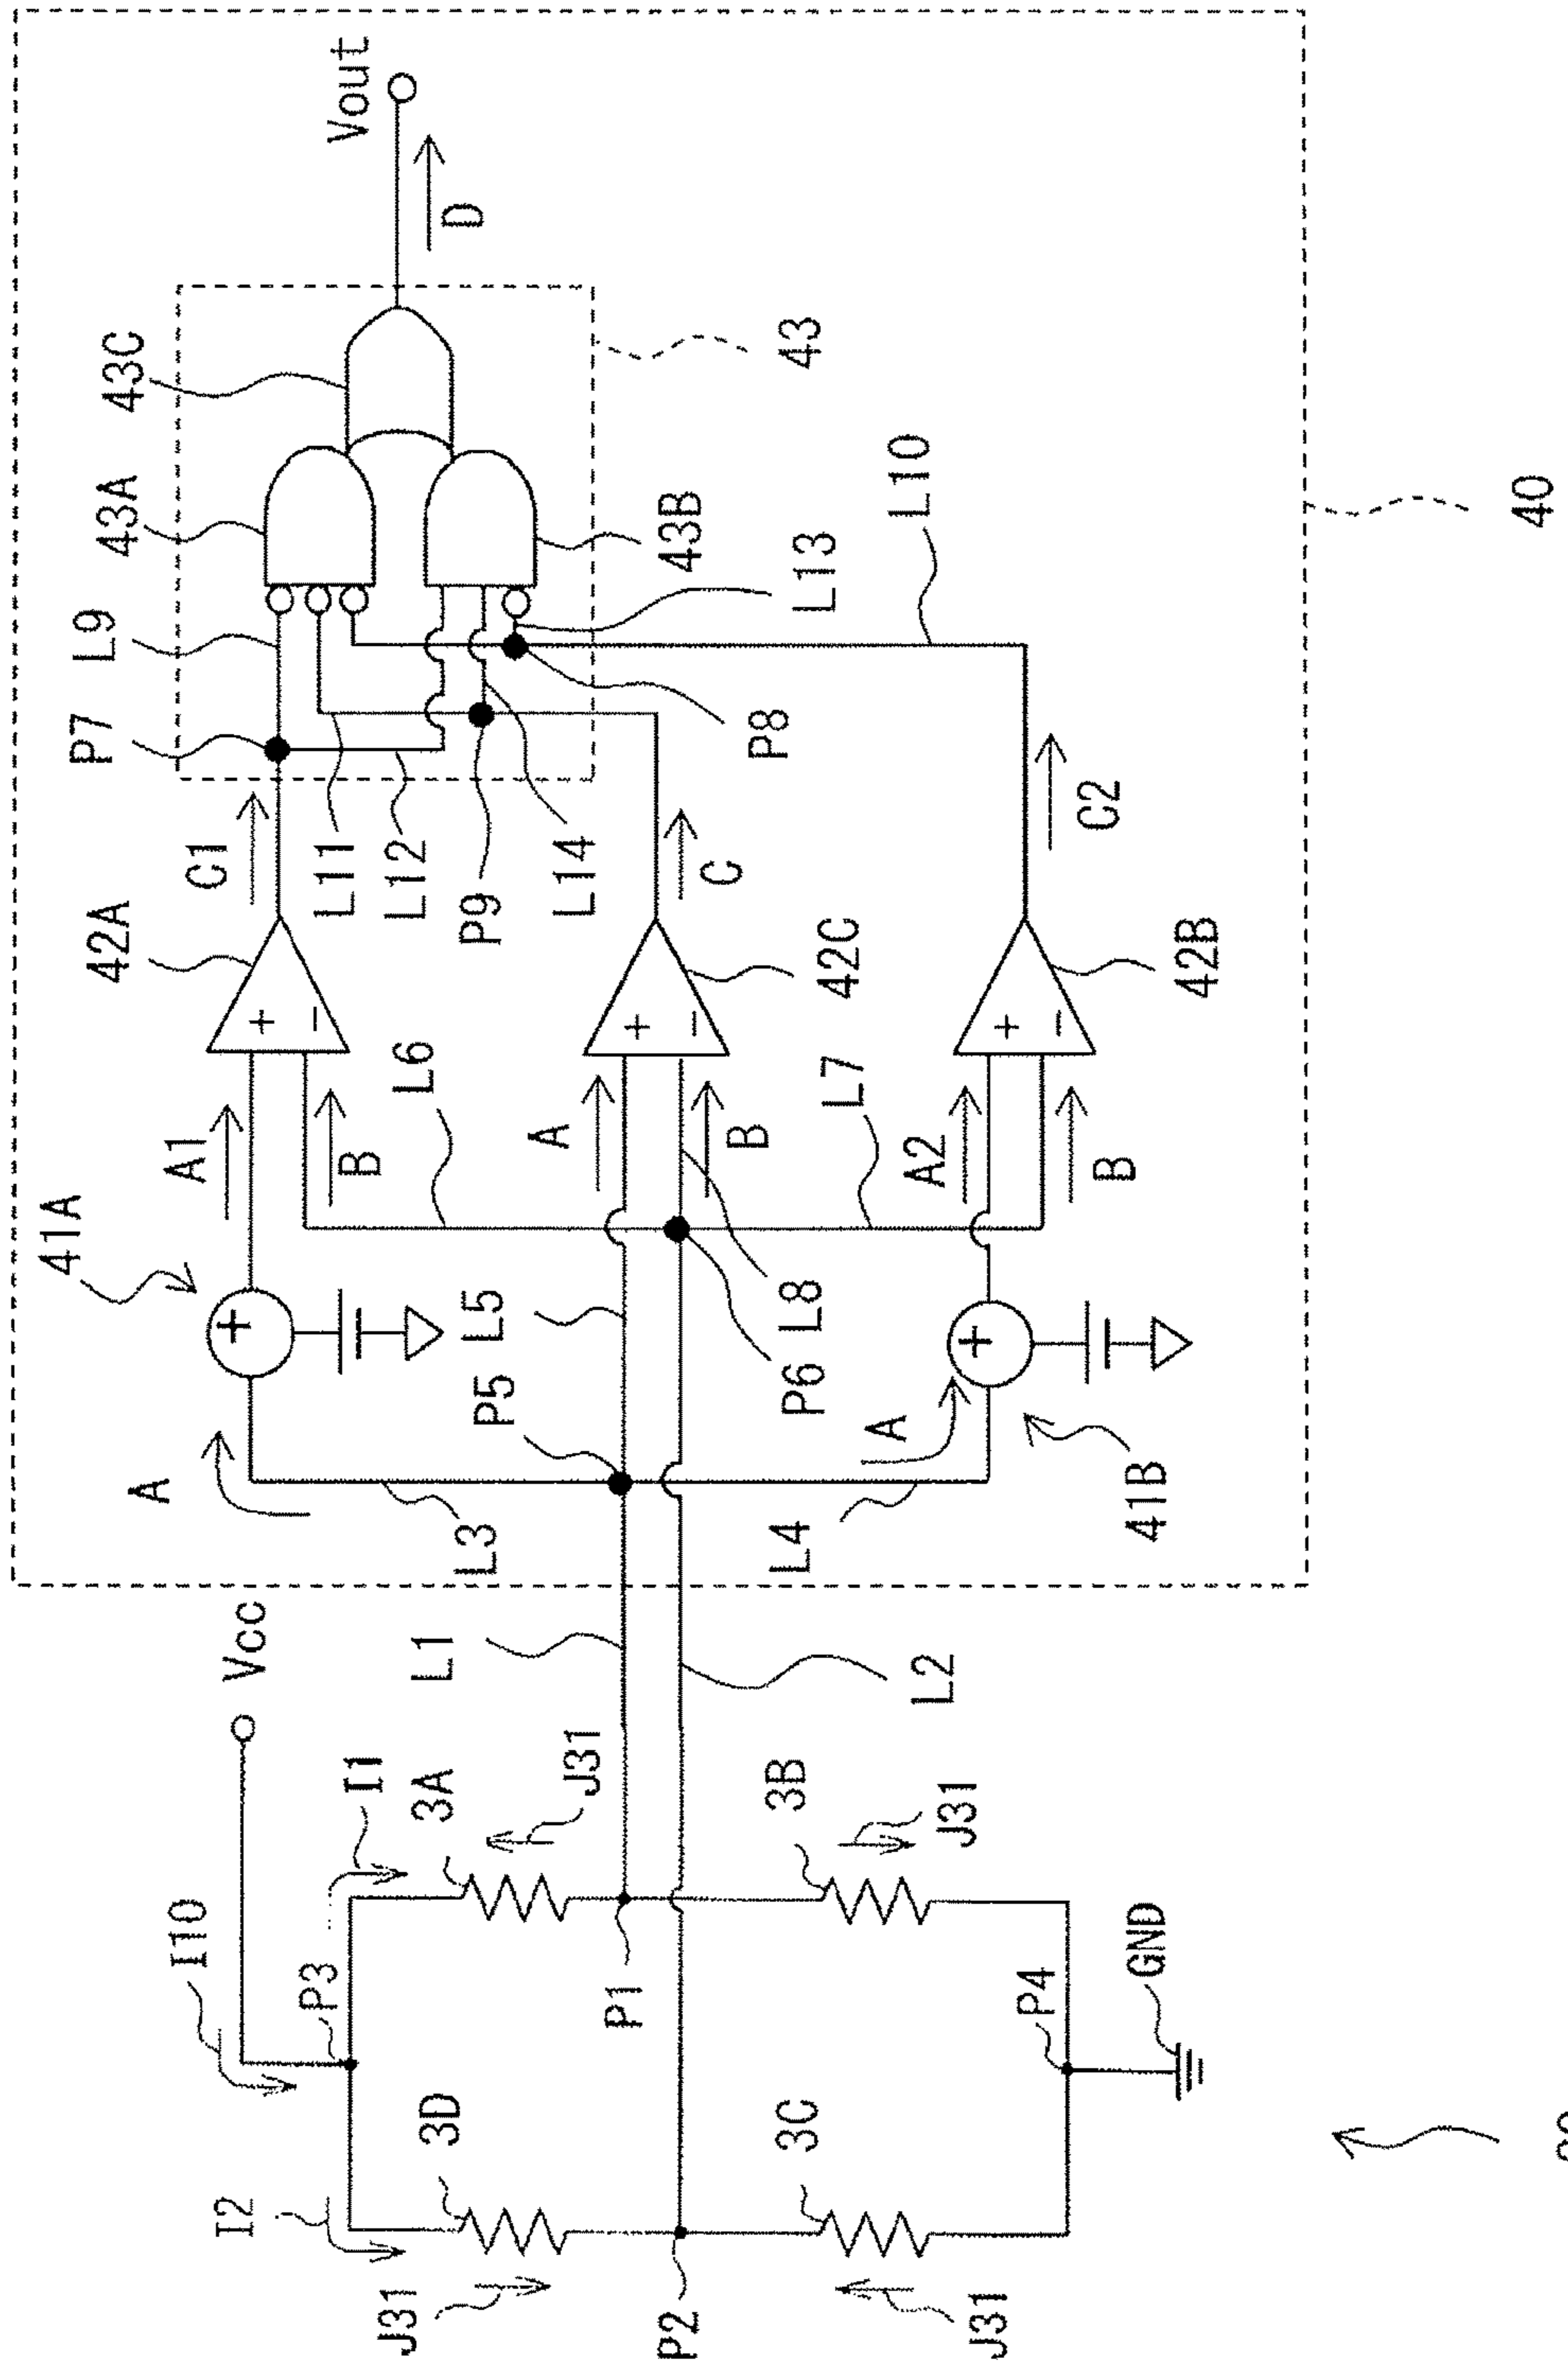 I10
Vcc
P3
I2
I1
3D
3A
J31
J31
P2
P1
3C
3B
J31
J31
P4
GND
L1
L2
40
A
L3
P5
L4
A
41A
41B
L5
P6
L8
A1
B
L6
A
B
L7
A2
B
42A
+
−
42C
+
−
42B
+
−
+
+
C1
L11
L12
P9
L14
C
C2
P7
L9
P8
L13
L10
43A
43B
43C
43
Vout
D